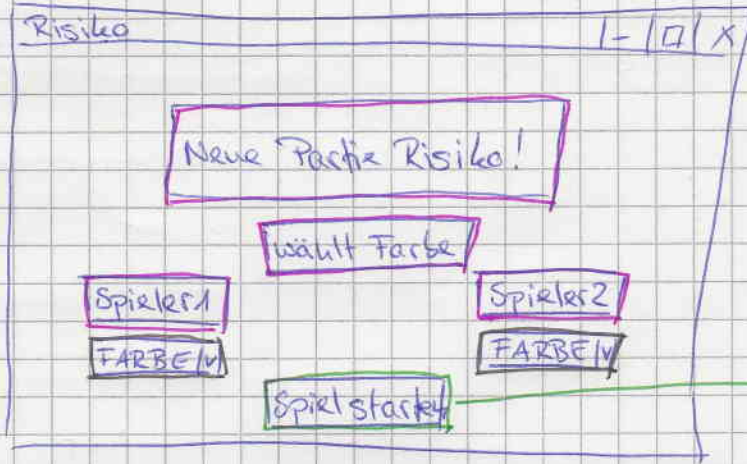 Risiko
Neue Partie Risiko!
wählt Farbe
Spieler1 Spieler2
FARBE FARBE
Spiel starten